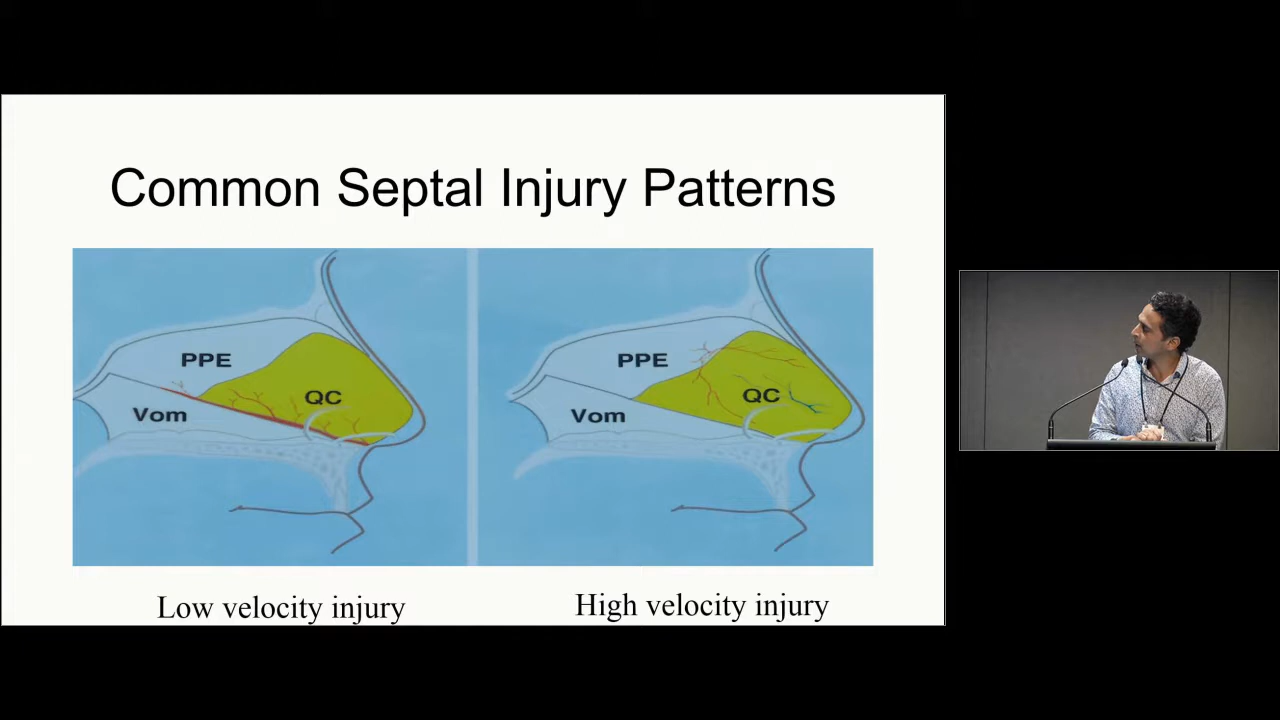 Common Septal Injury Patterns
PPE
QC
Vom
PPE
QC
Vom
Low velocity injury
High velocity injury